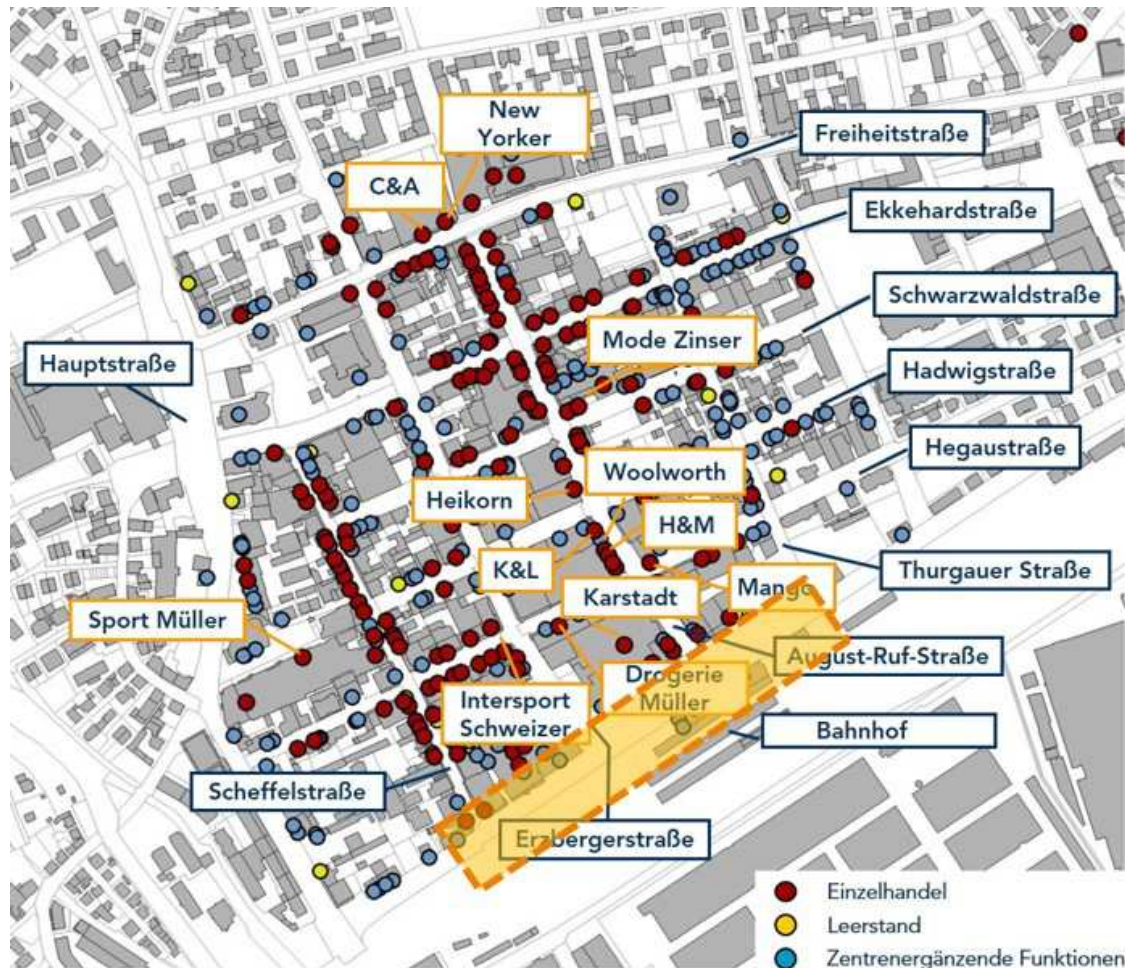 New
Yorker
Freiheitstraße
C&A
Ekkehardstraße
Schwarzwaldstraße
Mode Zinser
Hauptstraße
Hadwigstraße
Hegaustraße
Woolworth
Heikorn
H&M
K&L
Thurgauer Straße
Karstadt
Mango
Sport Müller
August-Ruf-Straße
Drogerie
Müller
Intersport
Schweizer
Bahnhof
Scheffelstraße
Erzbergerstraße
Einzelhandel
Leerstand
Zentrenergänzende Funktionen